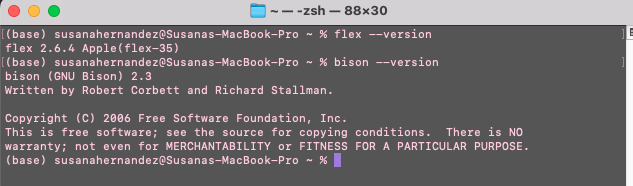 ~ — -zsh — 88×30
[(base) susanahernandez@Susanas-MacBook-Pro ~ % flex --version ]
flex 2.6.4 Apple(flex-35)
[(base) susanahernandez@Susanas-MacBook-Pro ~ % bison --version ]
bison (GNU Bison) 2.3
Written by Robert Corbett and Richard Stallman.
Copyright (C) 2006 Free Software Foundation, Inc.
This is free software; see the source for copying conditions.  There is NO
warranty; not even for MERCHANTABILITY or FITNESS FOR A PARTICULAR PURPOSE.
(base) susanahernandez@Susanas-MacBook-Pro ~ %